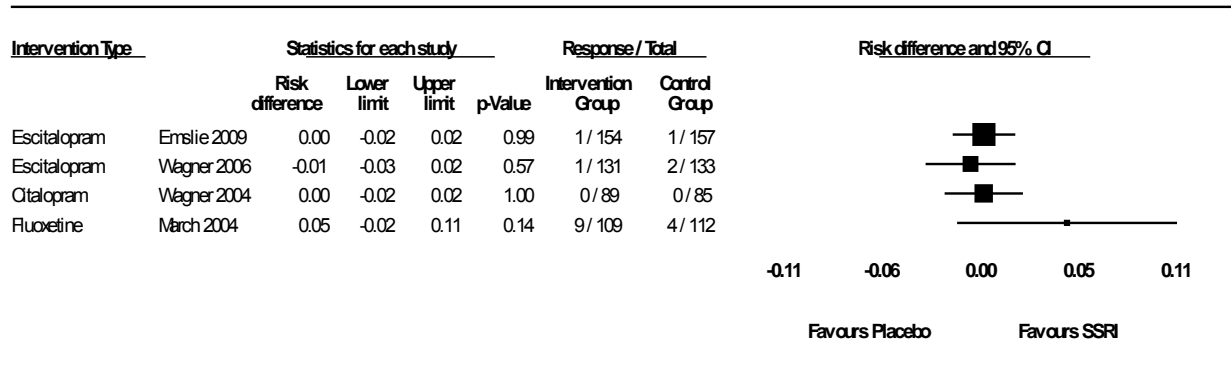 Intervention Type Statistics for each study Response / Total Risk difference and 95% CI
Risk difference Lower limit Upper limit p-Value Intervention Group Control Group
Escitalopram Emslie 2009 0.00 -0.02 0.02 0.99 1 / 154 1 / 157
Escitalopram Wagner 2006 -0.01 -0.03 0.02 0.57 1 / 131 2 / 133
Citalopram Wagner 2004 0.00 -0.02 0.02 1.00 0 / 89 0 / 85
Fluoxetine March 2004 0.05 -0.02 0.11 0.14 9 / 109 4 / 112
-0.11 -0.06 0.00 0.05 0.11
Favours Placebo Favours SSRI